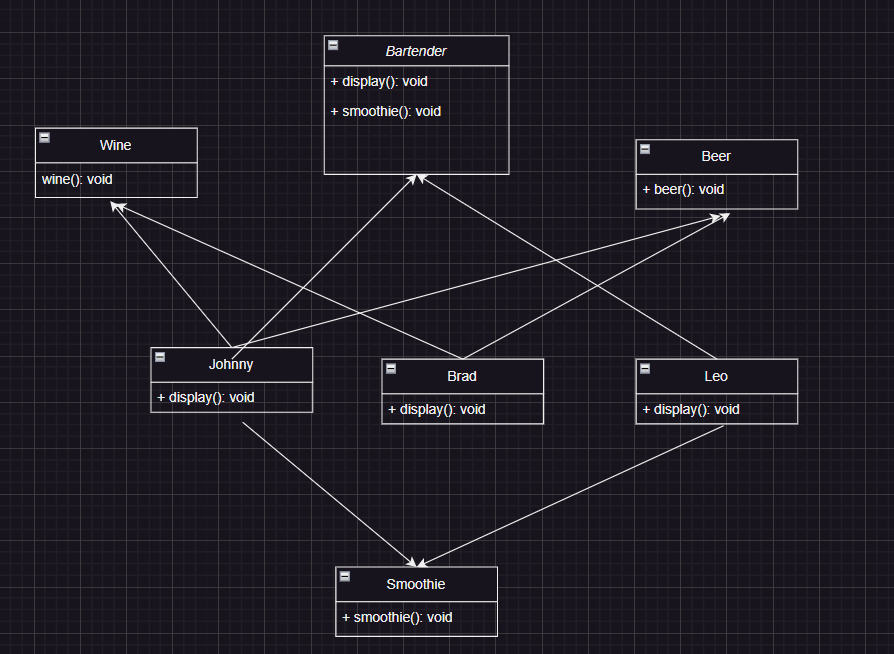 Bartender
+ display(): void
+ smoothie(): void
Wine
wine(): void
Beer
+ beer(): void
Johnny
+ display(): void
Brad
+ display(): void
Leo
+ display(): void
Smoothie
+ smoothie(): void